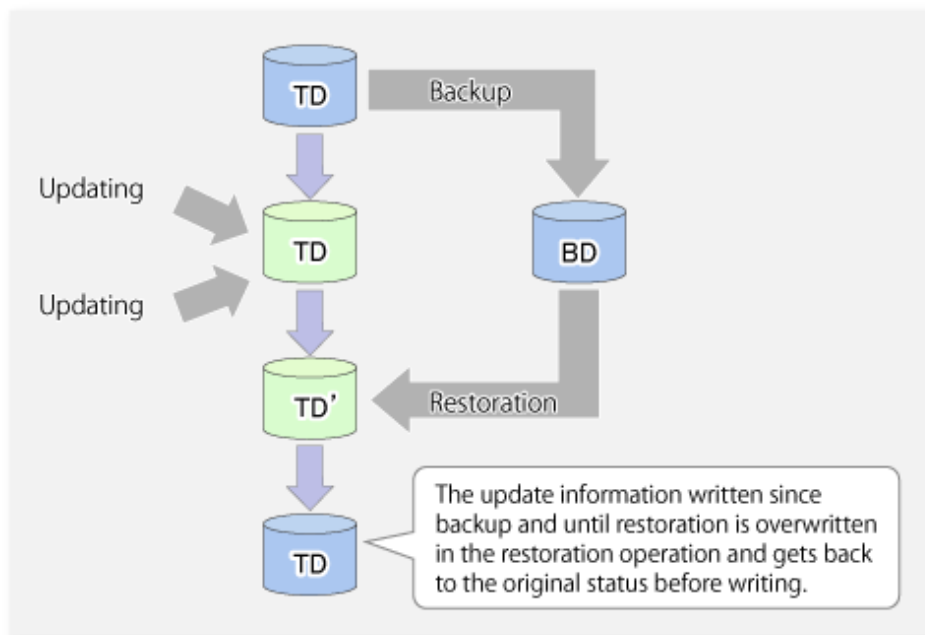 TD
Backup
Updating
TD
BD
Updating
TD'
Restoration
The update information written since
backup and until restoration is overwritten
in the restoration operation and gets back
to the original status before writing.
TD